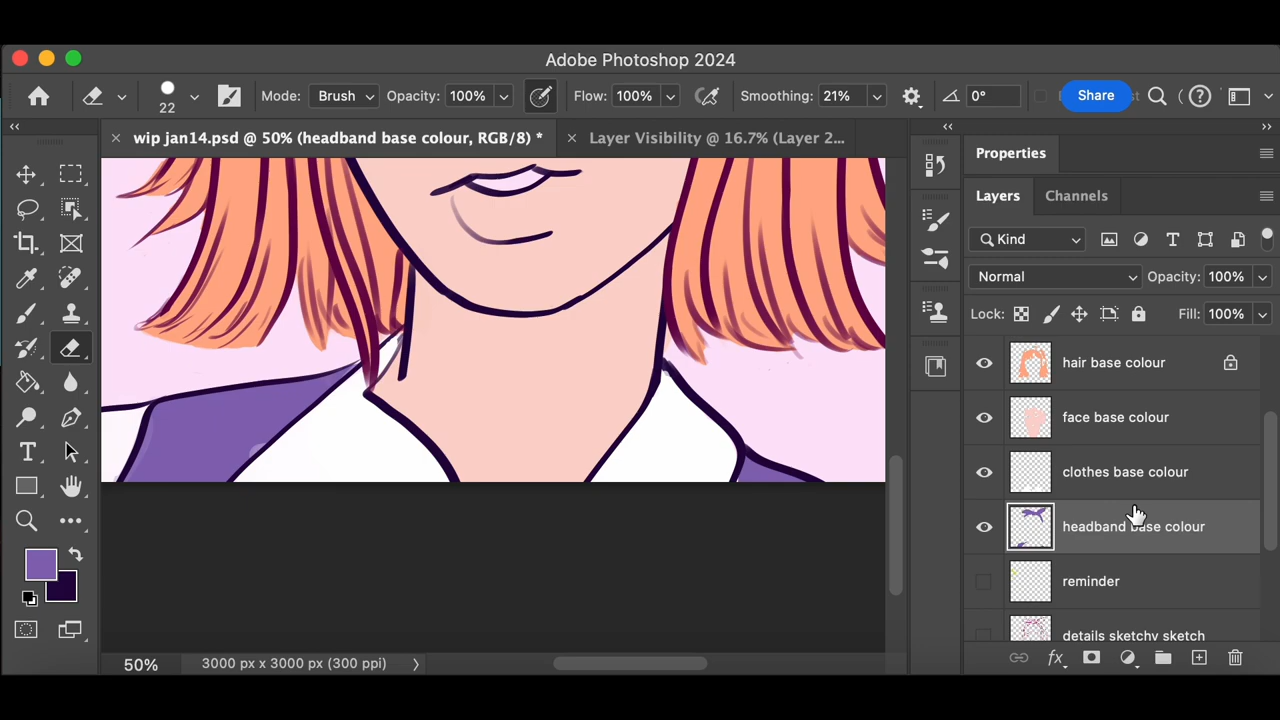 Adobe Photoshop 2024
22 Mode: Brush Opacity: 100% Flow: 100% Smoothing: 21% 0° Share
wip jan14.psd @ 50% (headband base colour, RGB/8) * Layer Visibility @ 16.7% (Layer 2...
Properties
Layers Channels
Kind
Normal Opacity: 100%
Lock: Fill: 100%
hair base colour
face base colour
clothes base colour
headband base colour
reminder
details sketchy sketch
50% 3000 px x 3000 px (300 ppi)
fx